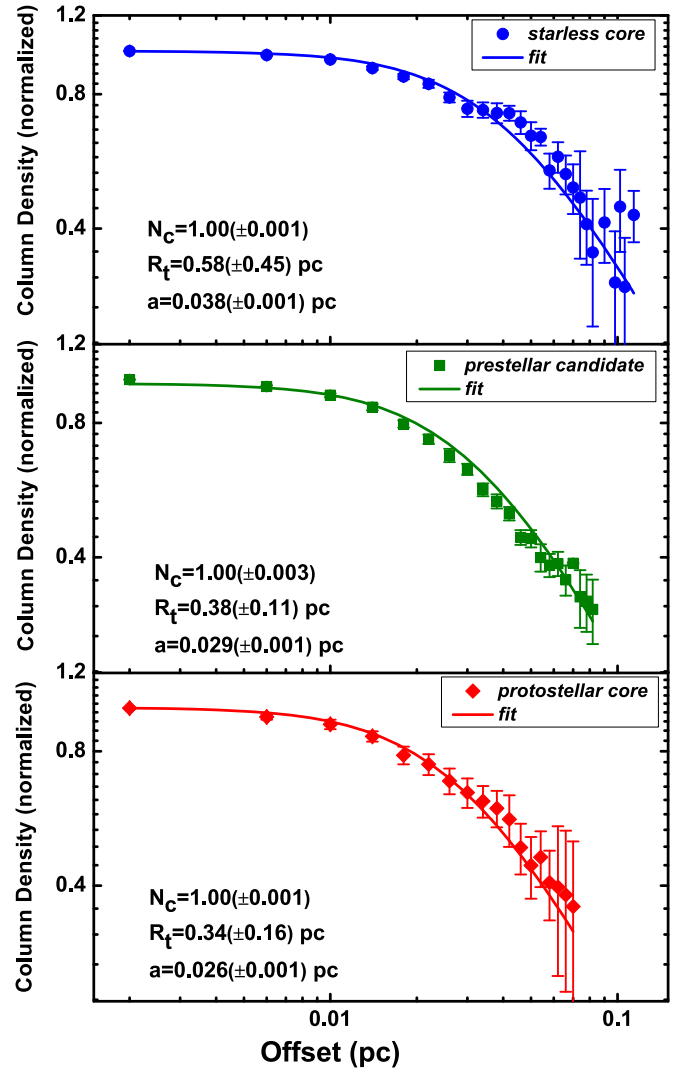 1.2
starless core
fit
0.8
0.4
Column Density (normalized)
N_c=1.00(±0.001)
R_t=0.58(±0.45) pc
a=0.038(±0.001) pc
1.2
prestellar candidate
fit
0.8
0.4
Column Density (normalized)
N_c=1.00(±0.003)
R_t=0.38(±0.11) pc
a=0.029(±0.001) pc
1.2
protostellar core
fit
0.8
0.4
Column Density (normalized)
N_c=1.00(±0.001)
R_t=0.34(±0.16) pc
a=0.026(±0.001) pc
0.01 0.1
Offset (pc)